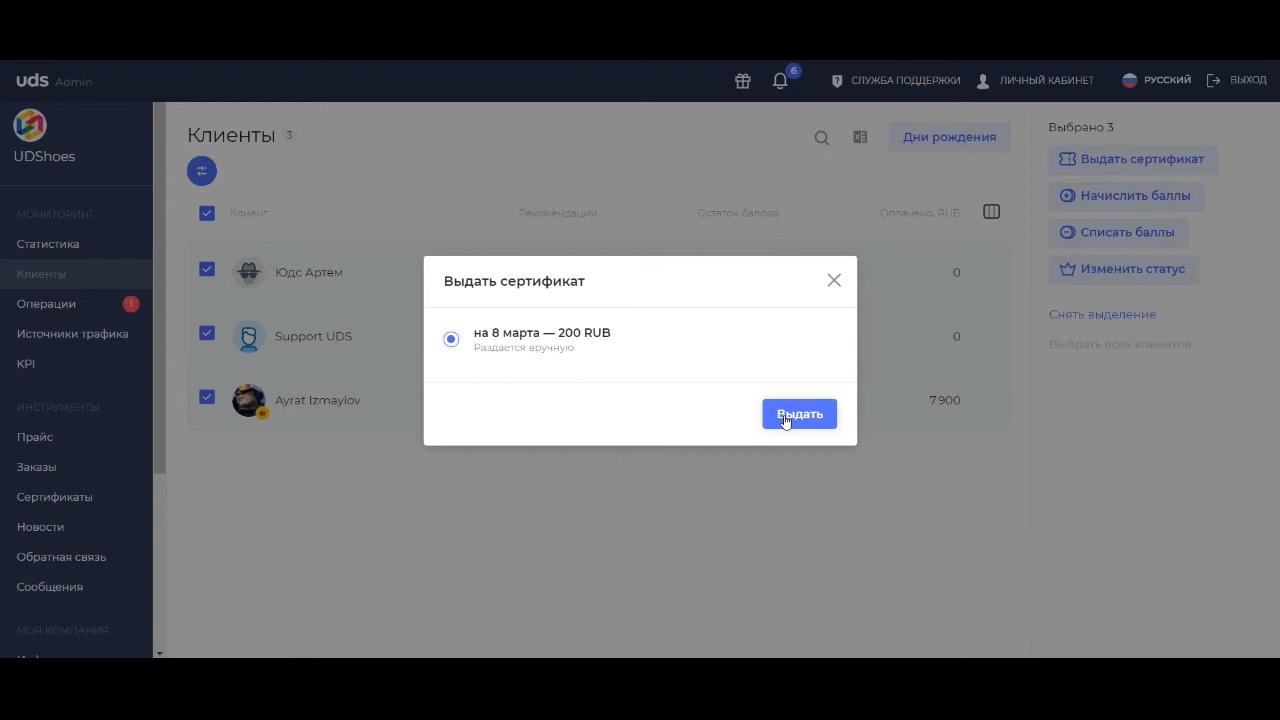 uds Admin
6
СЛУЖБА ПОДДЕРЖКИ
ЛИЧНЫЙ КАБИНЕТ
РУССКИЙ
ВЫХОД
UDShoes
МОНИТОРИНГ
Статистика
Клиенты
Операции 1
Источники трафика
KPI
ИНСТРУМЕНТЫ
Прайс
Заказы
Сертификаты
Новости
Обратная связь
Сообщения
МОЯ КОМПАНИЯ
Клиенты 3
Дни рождения
Клиент Рекомендации Остаток баллов Оплачено, RUB
Юдс Артем 0
Support UDS 0
Ayrat Izmaylov 7 900
Выдать сертификат
на 8 марта — 200 RUB
Раздается вручную
Выдать
Выбрано 3
Выдать сертификат
Начислить баллы
Списать баллы
Изменить статус
Снять выделение
Выбрать всех клиентов